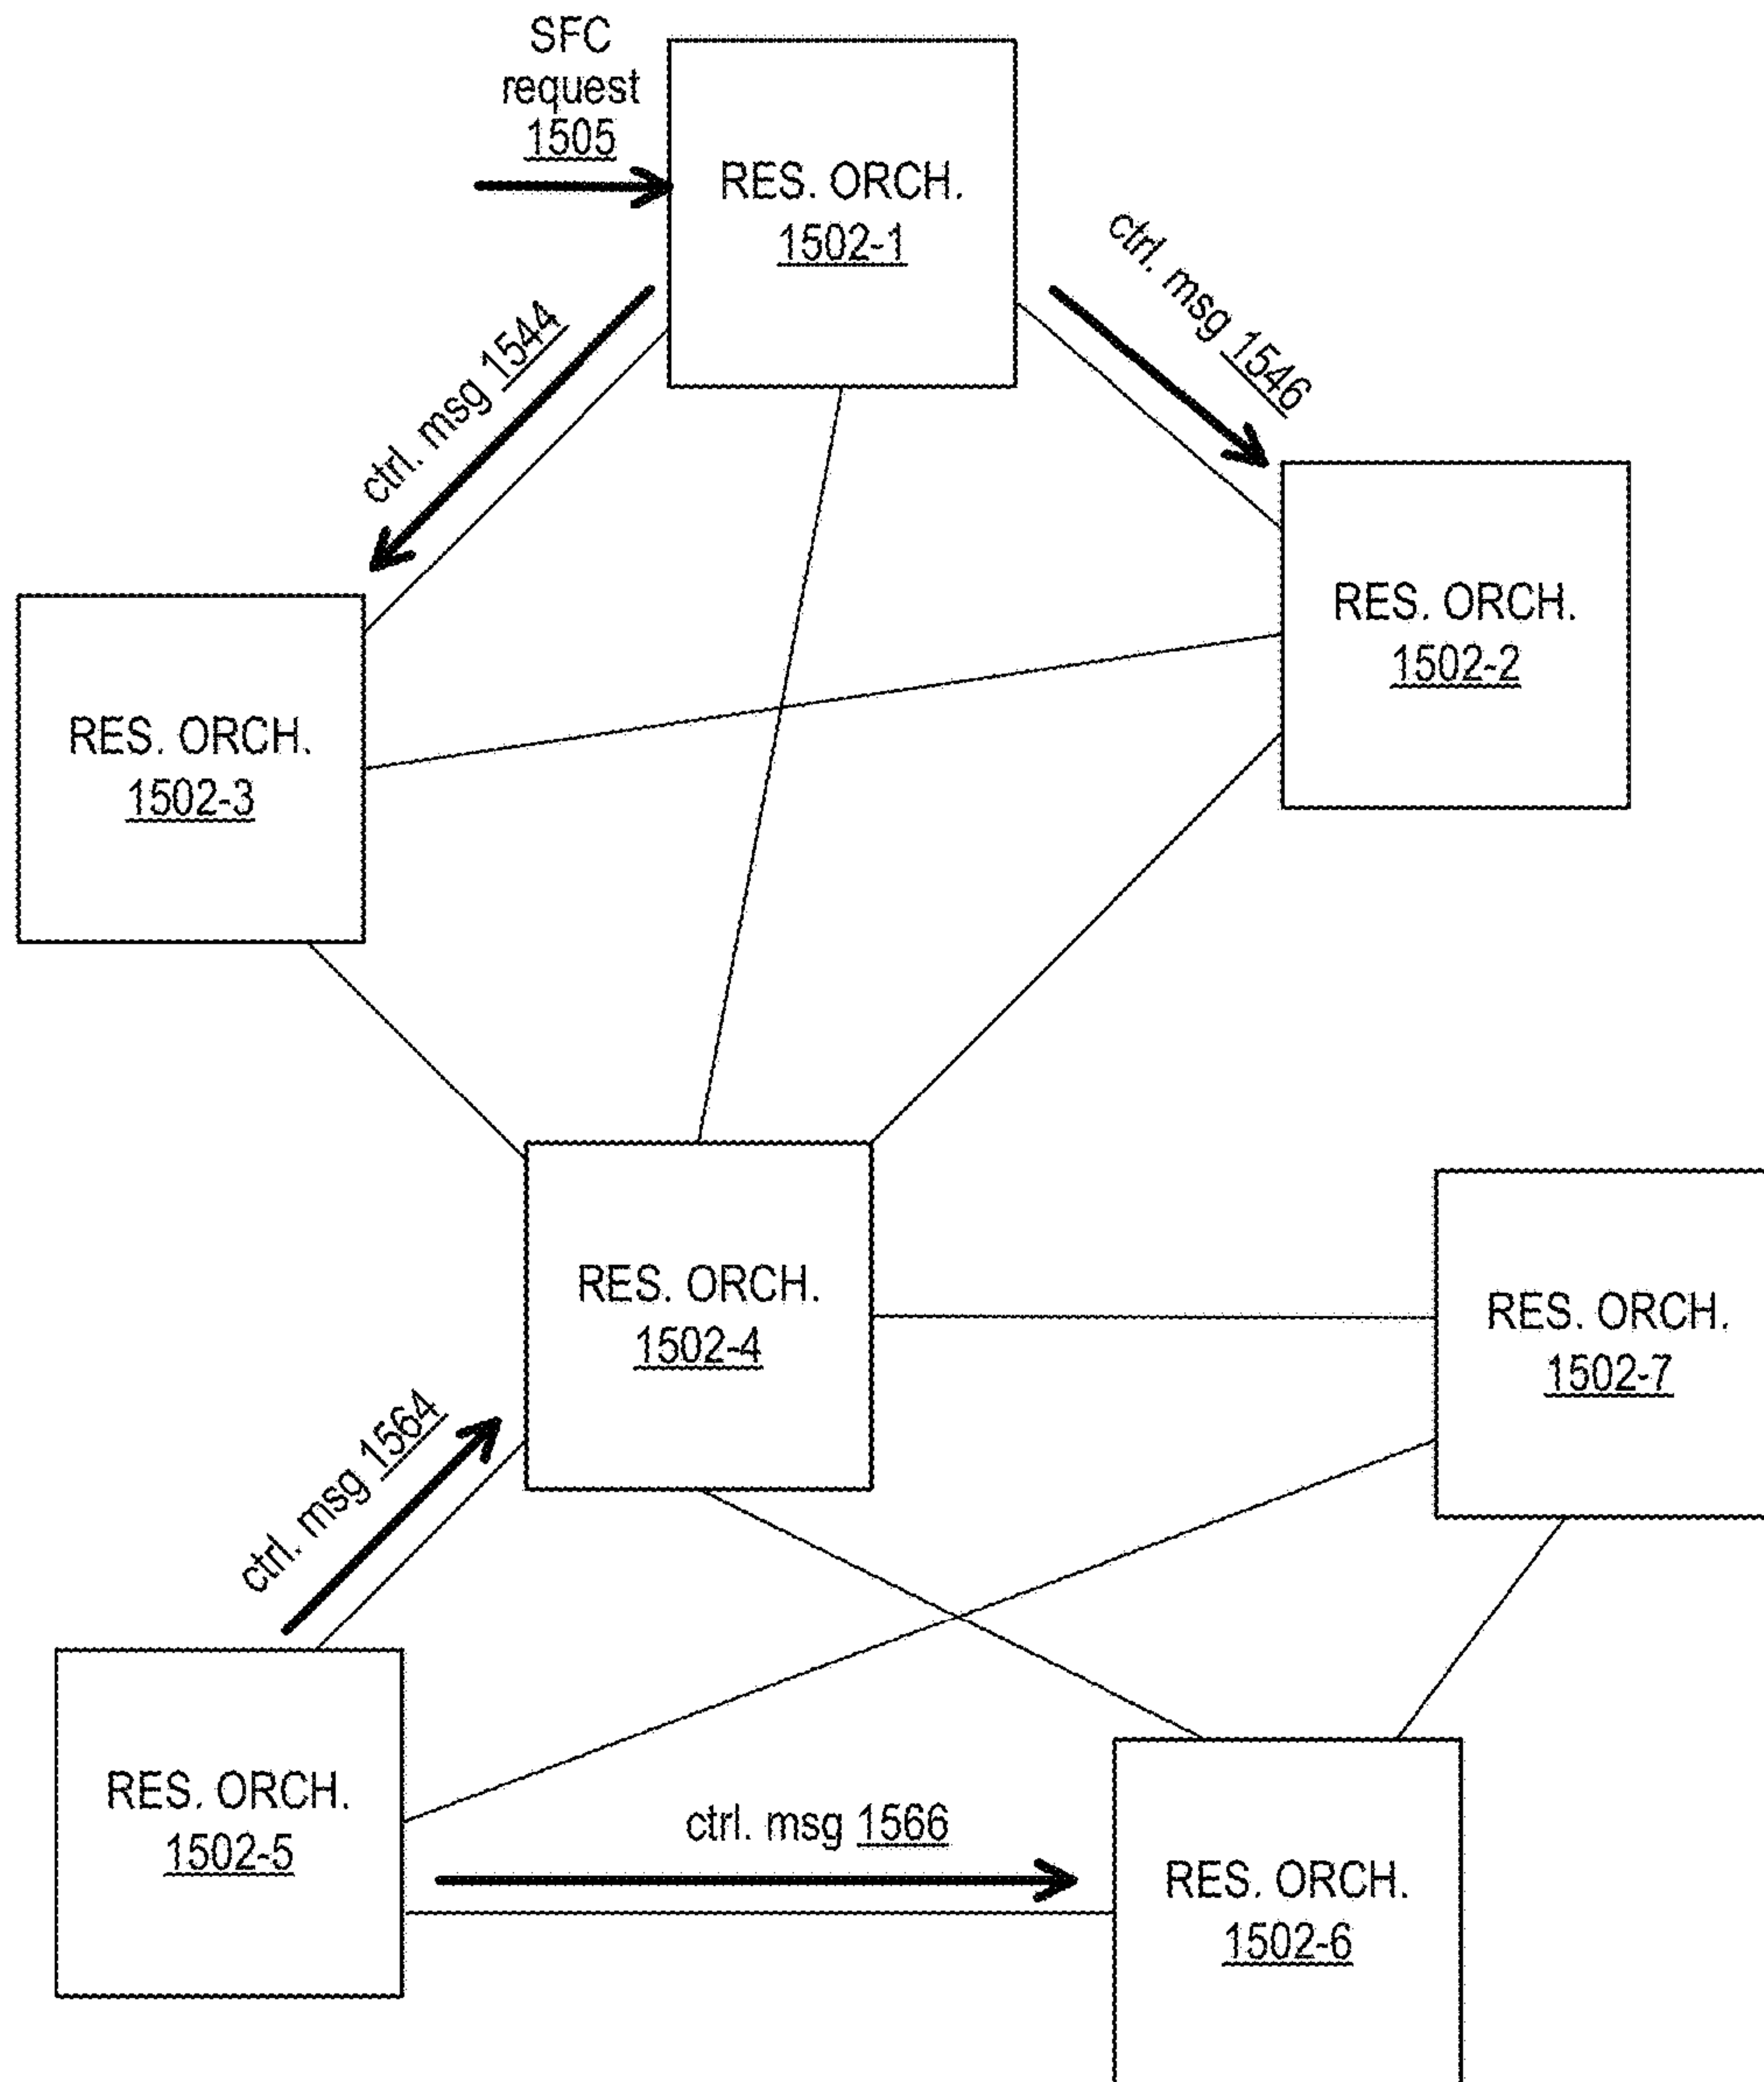 SFC
request
1505
RES. ORCH.
1502-1
ctrl. msg 1544
ctrl. msg 1546
RES. ORCH.
1502-2
RES. ORCH.
1502-3
RES. ORCH.
1502-4
RES. ORCH.
1502-7
ctrl. msg 1564
RES. ORCH.
1502-5
ctrl. msg 1566
RES. ORCH.
1502-6